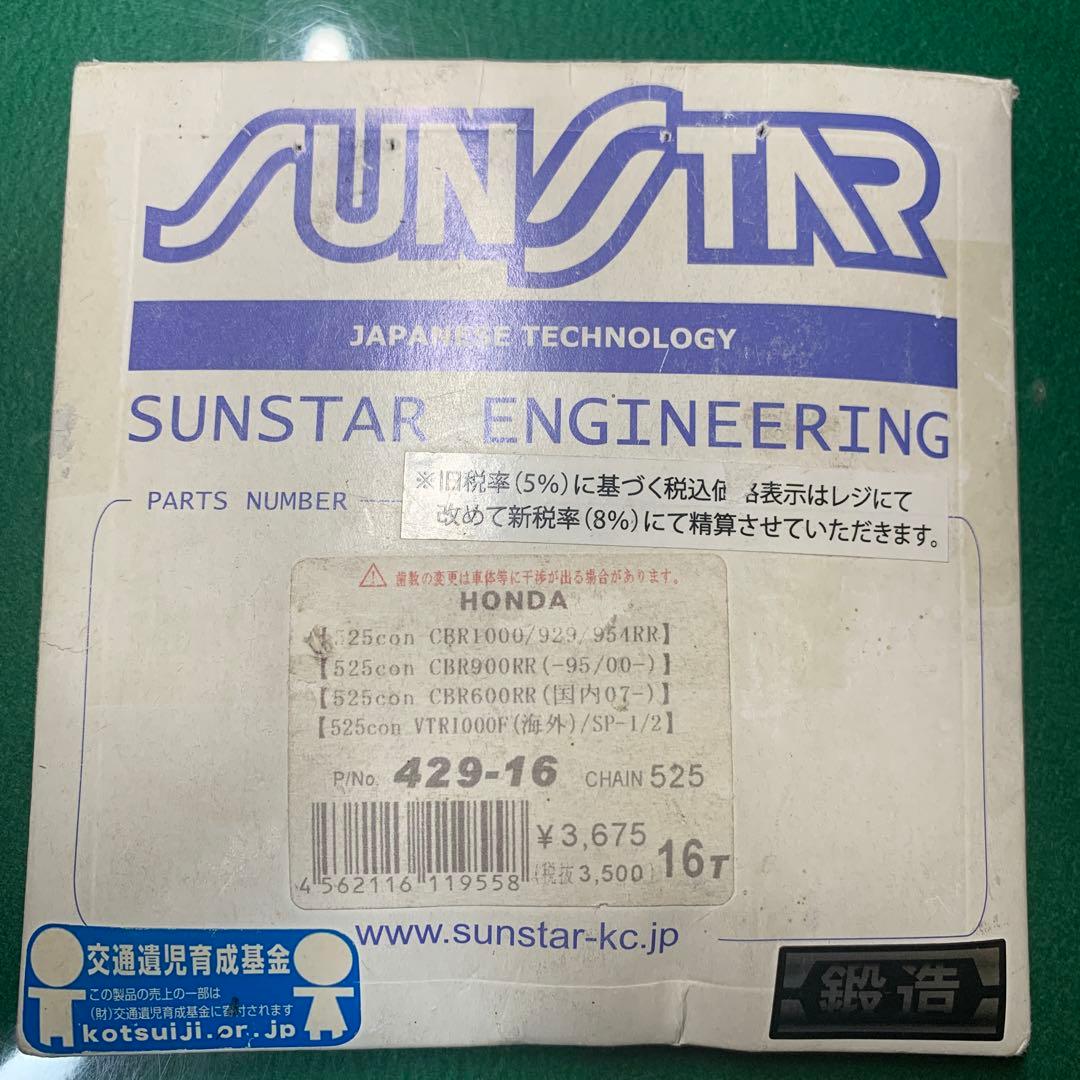 SUNSTAR
JAPANESE TECHNOLOGY
SUNSTAR ENGINEERING
PARTS NUMBER
※旧税率(5%)に基づく税込価格表示はレジにて
改めて新税率(8%)にて精算させていただきます。
⚠ 歯数の変更は車体等に干渉が出る場合があります。
HONDA
【525con CBR1000/929/954RR】
【525con CBR900RR(-95/00-)】
【525con CBR600RR(国内07-)】
【525con VTR1000F(海外)/SP-1/2】
P/No. 429-16 CHAIN 525
¥3,675
(税抜3,500) 16T
4562116 119558
www.sunstar-kc.jp
交通遺児育成基金
この製品の売上の一部は
(財)交通遺児育成基金に寄付されます
kotsuiji.or.jp
鍛造